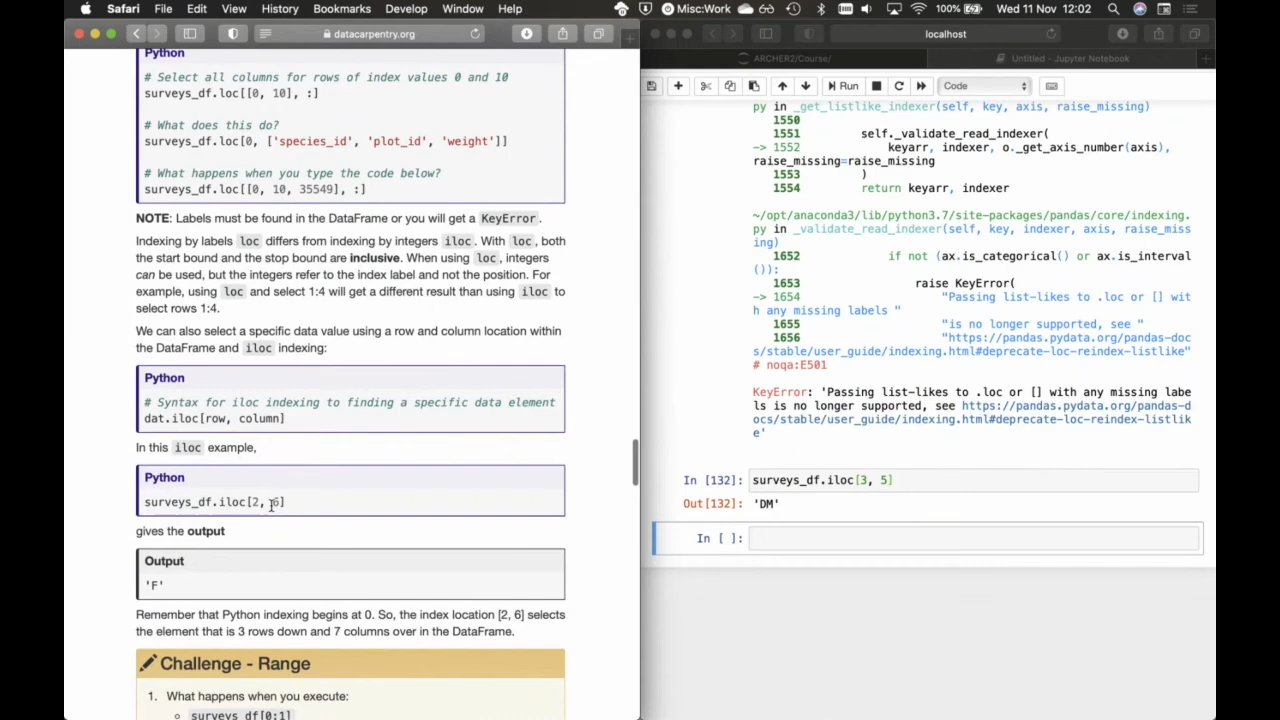 Safari File Edit View History Bookmarks Develop Window Help Misc:Work 100% Wed 11 Nov 12:02
datacarpentry.org
Python
# Select all columns for rows of index values 0 and 10
surveys_df.loc[[0, 10], :]
# What does this do?
surveys_df.loc[0, ['species_id', 'plot_id', 'weight']]
# What happens when you type the code below?
surveys_df.loc[[0, 10, 35549], :]
NOTE: Labels must be found in the DataFrame or you will get a KeyError.
Indexing by labels loc differs from indexing by integers iloc. With loc, both
the start bound and the stop bound are inclusive. When using loc, integers
can be used, but the integers refer to the index label and not the position. For
example, using loc and select 1:4 will get a different result than using iloc to
select rows 1:4.
We can also select a specific data value using a row and column location within
the DataFrame and iloc indexing:
Python
# Syntax for iloc indexing to finding a specific data element
dat.iloc[row, column]
In this iloc example,
Python
surveys_df.iloc[2, 6]
gives the output
Output
'F'
Remember that Python indexing begins at 0. So, the index location [2, 6] selects
the element that is 3 rows down and 7 columns over in the DataFrame.
Challenge - Range
1. What happens when you execute:
surveys_df[0:1]
localhost
ARCHER2/Course/
Untitled - Jupyter Notebook
Run
Code
py in _get_listlike_indexer(self, key, axis, raise_missing)
1550
1551 self._validate_read_indexer(
-> 1552 keyarr, indexer, o._get_axis_number(axis),
raise_missing=raise_missing
1553 )
1554 return keyarr, indexer
~/opt/anaconda3/lib/python3.7/site-packages/pandas/core/indexing.
py in _validate_read_indexer(self, key, indexer, axis, raise_miss
ing)
1652 if not (ax.is_categorical() or ax.is_interval
()):
1653 raise KeyError(
-> 1654 "Passing list-likes to .loc or [] wit
h any missing labels "
1655 "is no longer supported, see "
1656 "https://pandas.pydata.org/pandas-doc
s/stable/user_guide/indexing.html#deprecate-loc-reindex-listlike"
# noqa:E501
KeyError: 'Passing list-likes to .loc or [] with any missing labe
ls is no longer supported, see https://pandas.pydata.org/pandas-d
ocs/stable/user_guide/indexing.html#deprecate-loc-reindex-listlik
e'
In [132]: surveys_df.iloc[3, 5]
Out[132]: 'DM'
In [ ]: